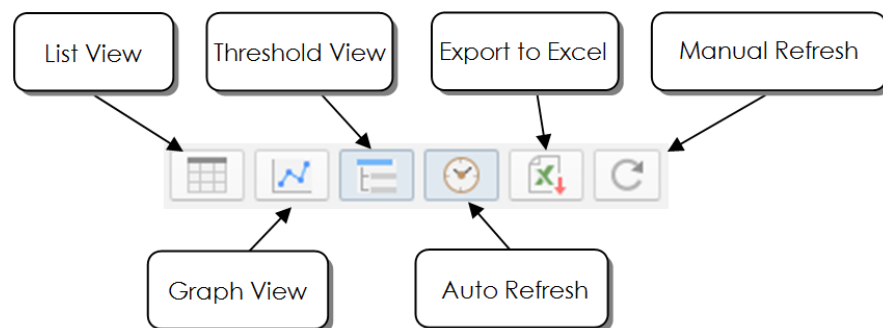 List View
Threshold View
Export to Excel
Manual Refresh
Graph View
Auto Refresh